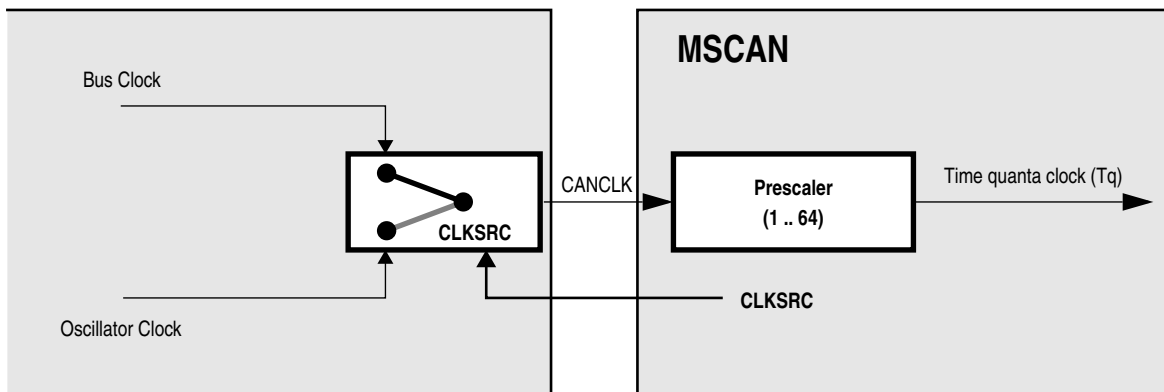 MSCAN
Bus Clock
CANCLK
Prescaler
(1 .. 64)
Time quanta clock (Tq)
CLKSRC
CLKSRC
Oscillator Clock